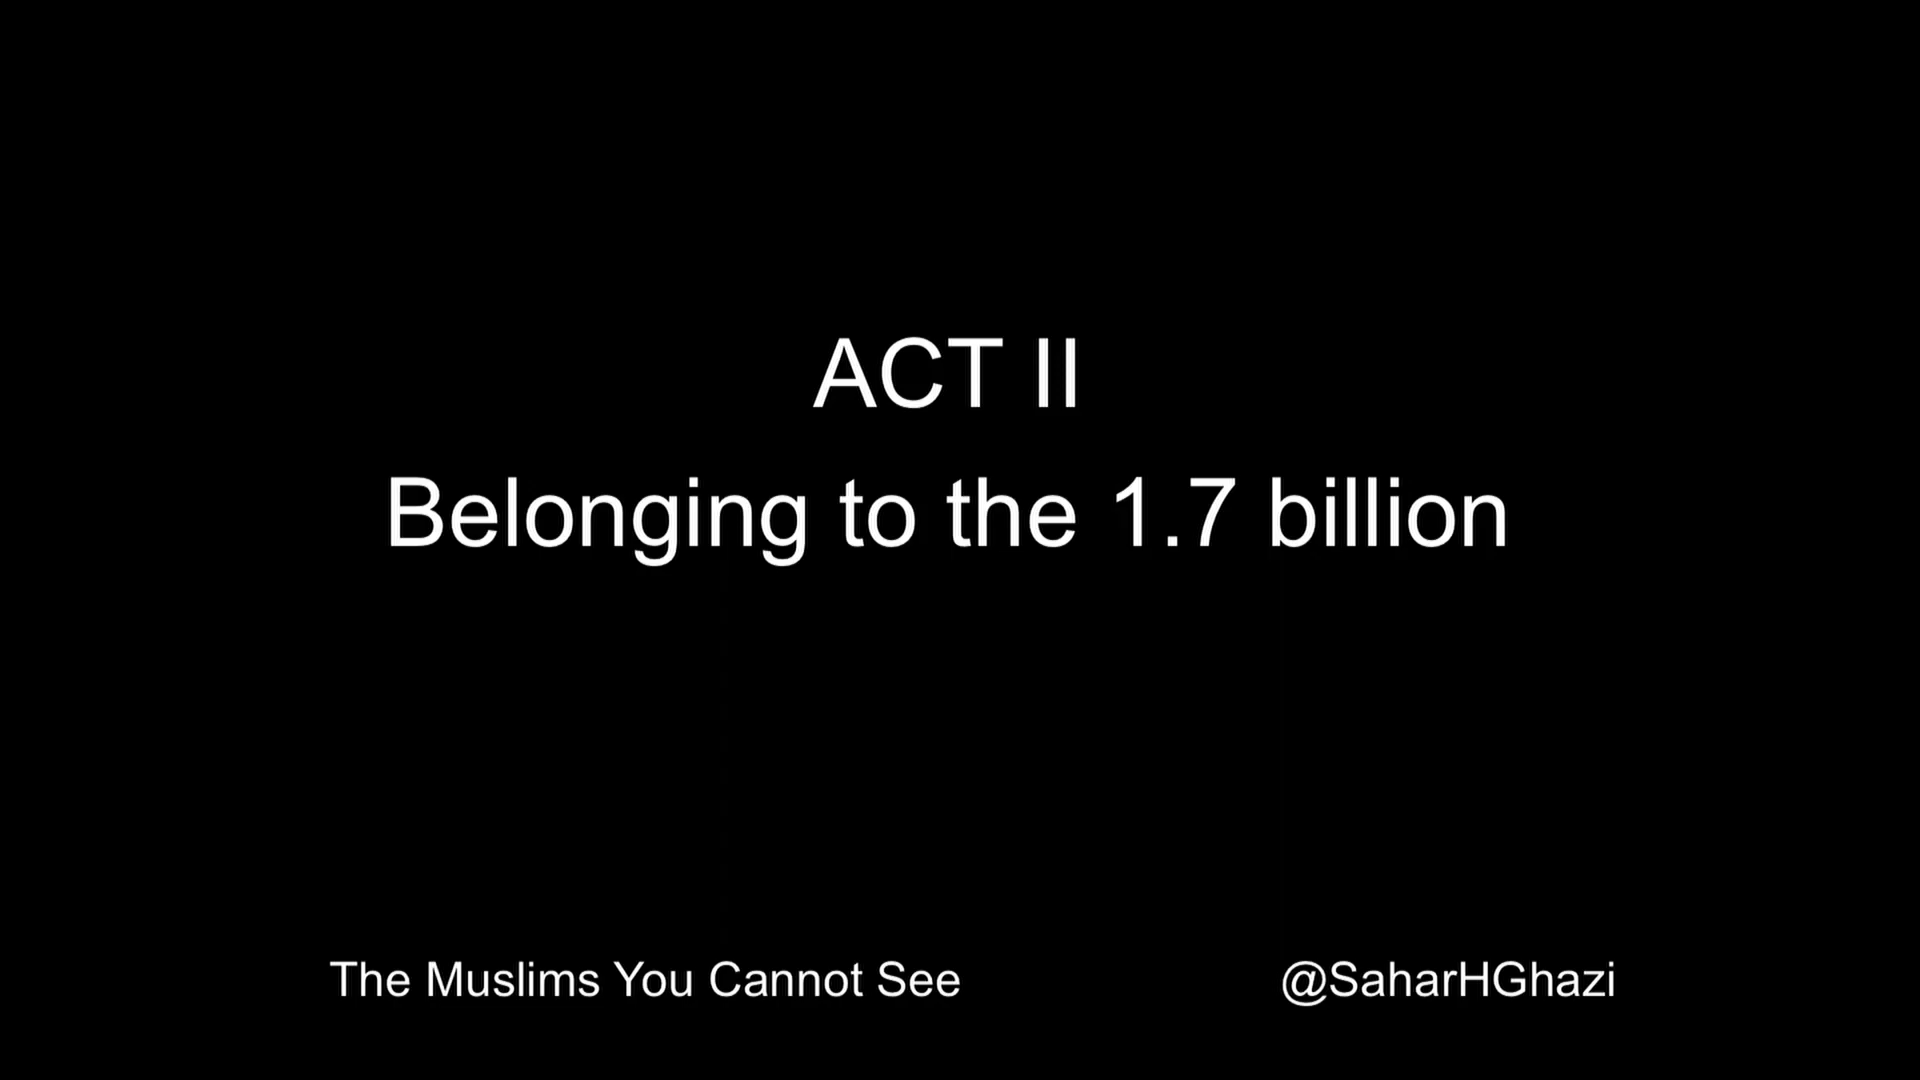 ACT II
Belonging to the 1.7 billion
The Muslims You Cannot See
@SaharHGhazi